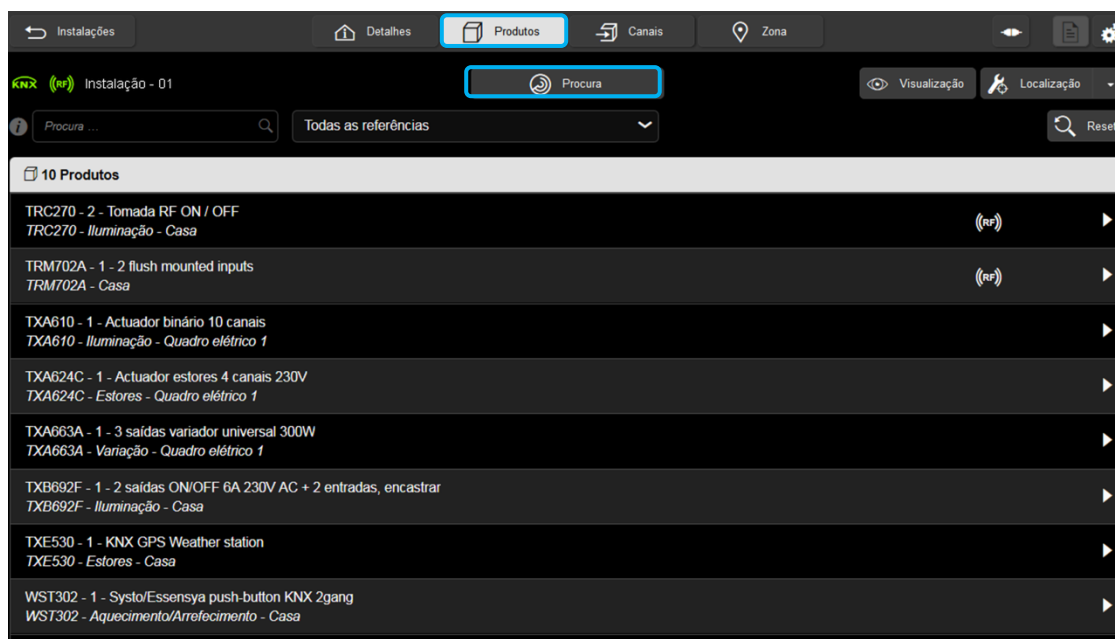 Instalações
Detalhes
Produtos
Canais
Zona
KNX ((RF)) Instalação - 01
Procura
Visualização
Localização
Procura ...
Todas as referências
Reset
10 Produtos
TRC270 - 2 - Tomada RF ON / OFF
TRC270 - Iluminação - Casa
((RF))
TRM702A - 1 - 2 flush mounted inputs
TRM702A - Casa
((RF))
TXA610 - 1 - Actuador binário 10 canais
TXA610 - Iluminação - Quadro elétrico 1
TXA624C - 1 - Actuador estores 4 canais 230V
TXA624C - Estores - Quadro elétrico 1
TXA663A - 1 - 3 saídas variador universal 300W
TXA663A - Variação - Quadro elétrico 1
TXB692F - 1 - 2 saídas ON/OFF 6A 230V AC + 2 entradas, encastrar
TXB692F - Iluminação - Casa
TXE530 - 1 - KNX GPS Weather station
TXE530 - Estores - Casa
WST302 - 1 - Systo/Essensya push-button KNX 2gang
WST302 - Aquecimento/Arrefecimento - Casa